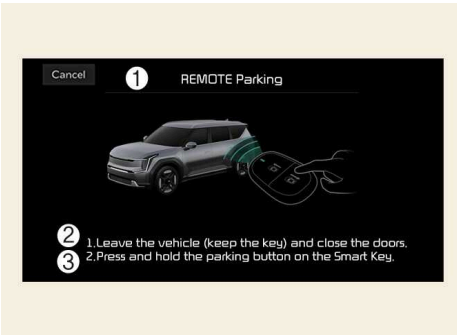 Cancel
1 REMOTE Parking
2 1.Leave the vehicle (keep the key) and close the doors.
3 2.Press and hold the parking button on the Smart Key.